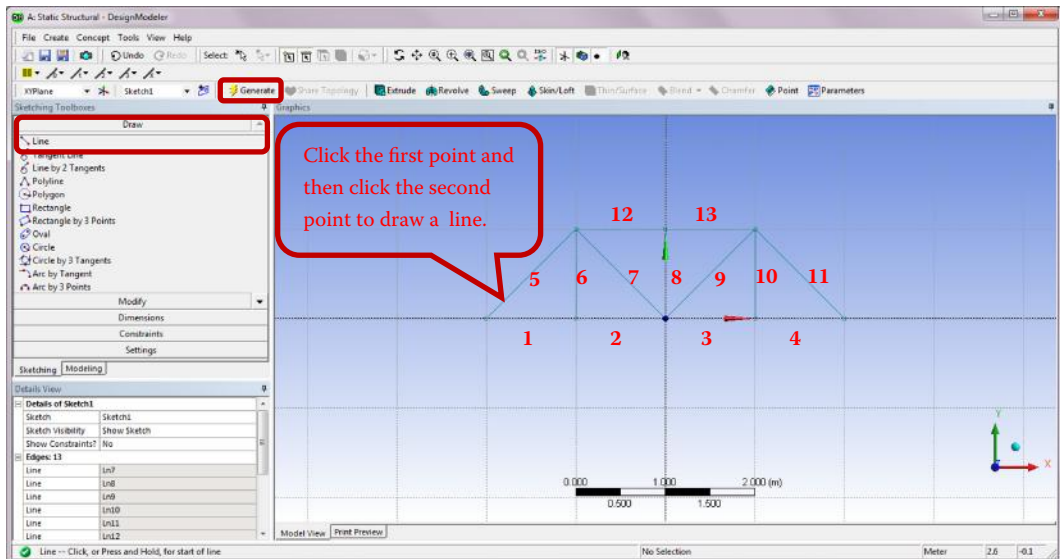 A: Static Structural - DesignModeler
File Create Concept Tools View Help
Undo Redo Select:
XYPlane Sketch1 Generate Share Topology Extrude Revolve Sweep Skin/Loft Thin/Surface Blend Chamfer Point Parameters
Sketching Toolboxes
Draw
Line
Tangent Line
Line by 2 Tangents
Polyline
Polygon
Rectangle
Rectangle by 3 Points
Oval
Circle
Circle by 3 Tangents
Arc by Tangent
Arc by 3 Points
Modify
Dimensions
Constraints
Settings
Sketching Modeling
Details View
Details of Sketch1
Sketch Sketch1
Sketch Visibility Show Sketch
Show Constraints? No
Edges: 13
Line Ln7
Line Ln8
Line Ln9
Line Ln10
Line Ln11
Line Ln12
Graphics
Click the first point and
then click the second
point to draw a line.
12 13
5 6 7 8 9 10 11
1 2 3 4
Y
X
0.000 1.000 2.000 (m)
0.500 1.500
Model View Print Preview
Line -- Click, or Press and Hold, for start of line No Selection Meter 2.6 -0.1